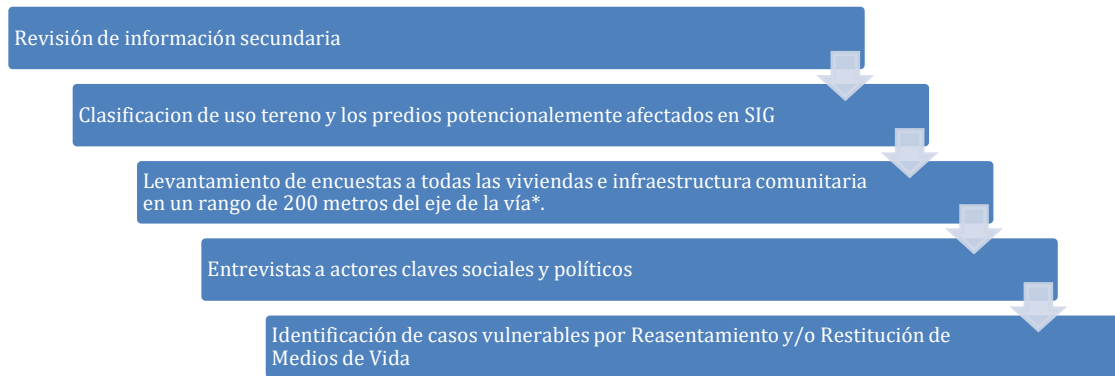 Revisión de información secundaria
Clasificacion de uso tereno y los predios potencionalemente afectados en SIG
Levantamiento de encuestas a todas las viviendas e infraestructura comunitaria
en un rango de 200 metros del eje de la vía*.
Entrevistas a actores claves sociales y políticos
Identificación de casos vulnerables por Reasentamiento y/o Restitución de
Medios de Vida